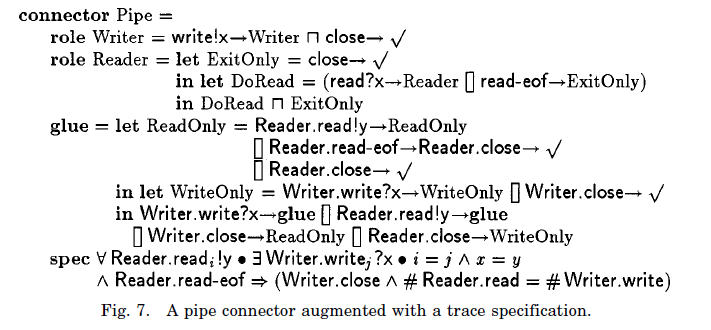 connector Pipe =
role Writer = write!x→Writer ⊓ close→ √
role Reader = let ExitOnly = close→ √
in let DoRead = (read?x→Reader [] read-eof→ExitOnly)
in DoRead ⊓ ExitOnly
glue = let ReadOnly = Reader.read!y→ReadOnly
[] Reader.read-eof→Reader.close→ √
[] Reader.close→ √
in let WriteOnly = Writer.write?x→WriteOnly [] Writer.close→ √
in Writer.write?x→glue [] Reader.read!y→glue
[] Writer.close→ReadOnly [] Reader.close→WriteOnly
spec ∀ Reader.readᵢ!y • ∃ Writer.writeⱼ?x • i = j ∧ x = y
∧ Reader.read-eof ⇒ (Writer.close ∧ # Reader.read = # Writer.write)
Fig. 7. A pipe connector augmented with a trace specification.